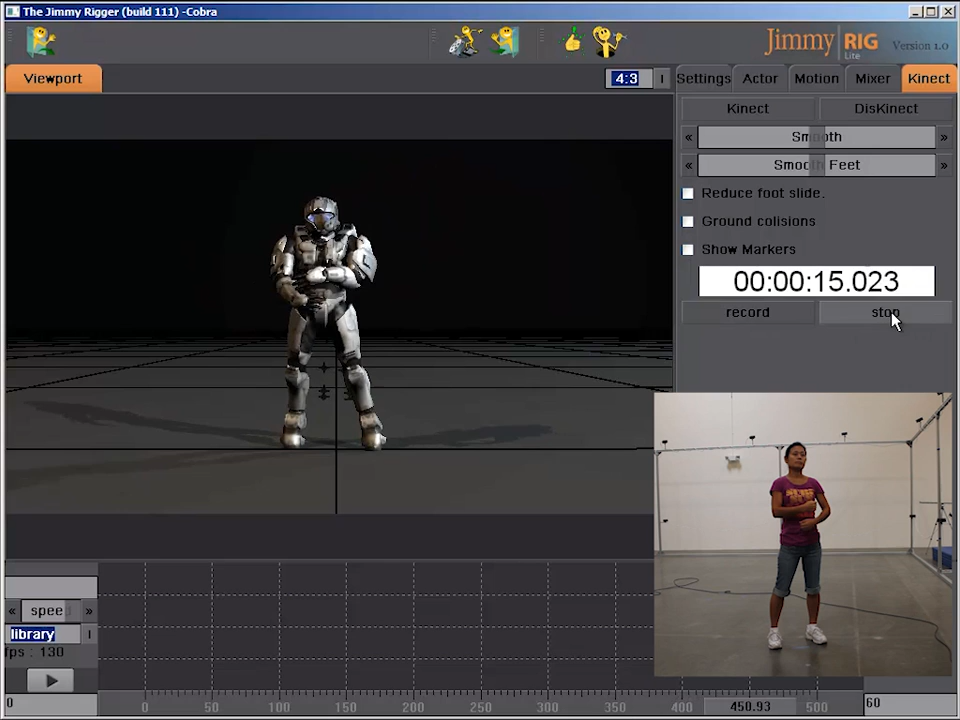 The Jimmy Rigger (build 111) -Cobra
Jimmy RIG Lite Version 1.0
Viewport
4:3
Settings Actor Motion Mixer Kinect
Kinect DisKinect
« Smooth »
« Smooth Feet »
Reduce foot slide.
Ground colisions
Show Markers
00:00:15.023
record stop
« speed »
library
fps : 130
0 0 50 100 150 200 250 300 350 400 450.93 500 60